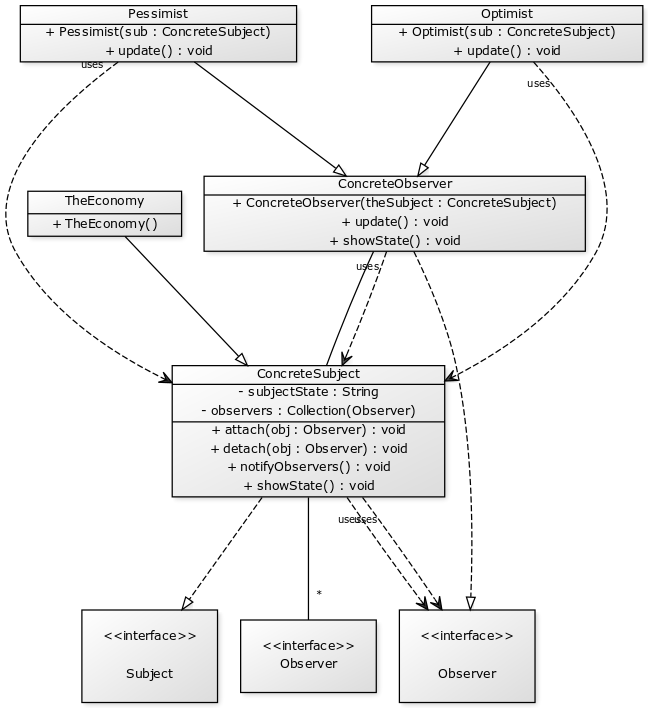 Pessimist
+ Pessimist(sub : ConcreteSubject)
+ update() : void
Optimist
+ Optimist(sub : ConcreteSubject)
+ update() : void
uses
uses
ConcreteObserver
+ ConcreteObserver(theSubject : ConcreteSubject)
+ update() : void
+ showState() : void
TheEconomy
+ TheEconomy()
uses
ConcreteSubject
- subjectState : String
- observers : Collection(Observer)
+ attach(obj : Observer) : void
+ detach(obj : Observer) : void
+ notifyObservers() : void
+ showState() : void
uses
uses
*
<<interface>>
Subject
<<interface>>
Observer
<<interface>>
Observer